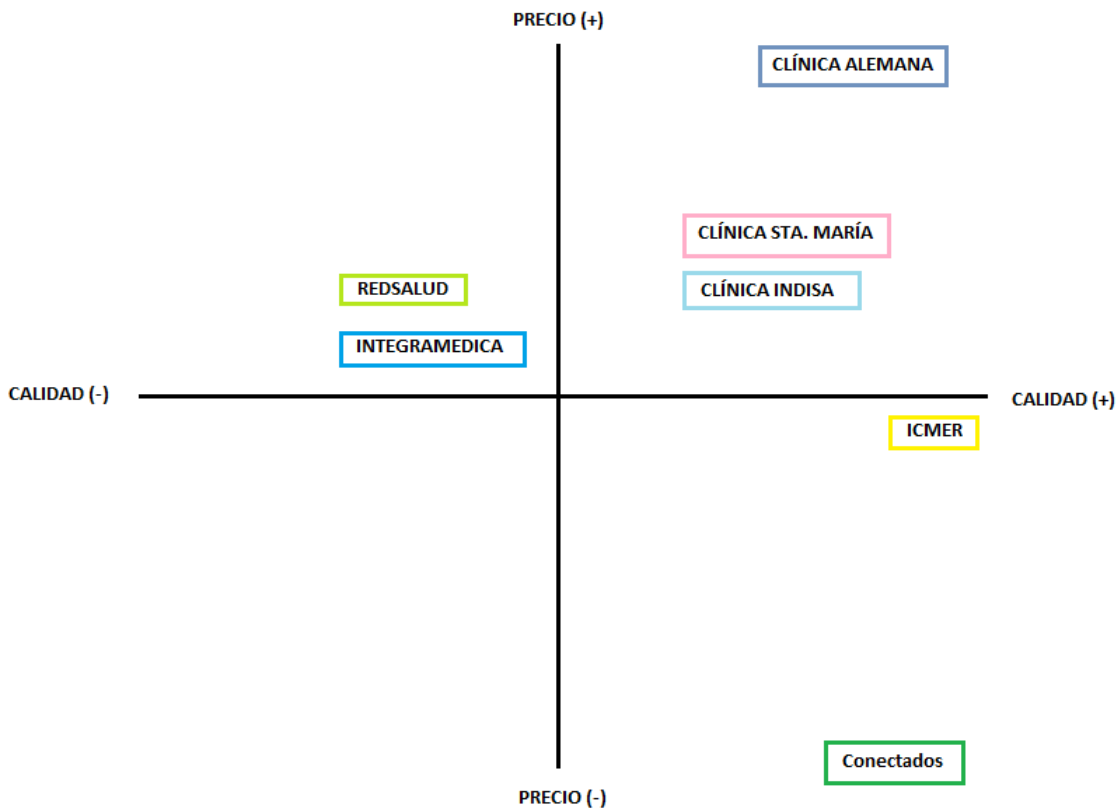 PRECIO (+)
CLÍNICA ALEMANA
CLÍNICA STA. MARÍA
REDSALUD
CLÍNICA INDISA
INTEGRAMEDICA
CALIDAD (-)
CALIDAD (+)
ICMER
Conectados
PRECIO (-)